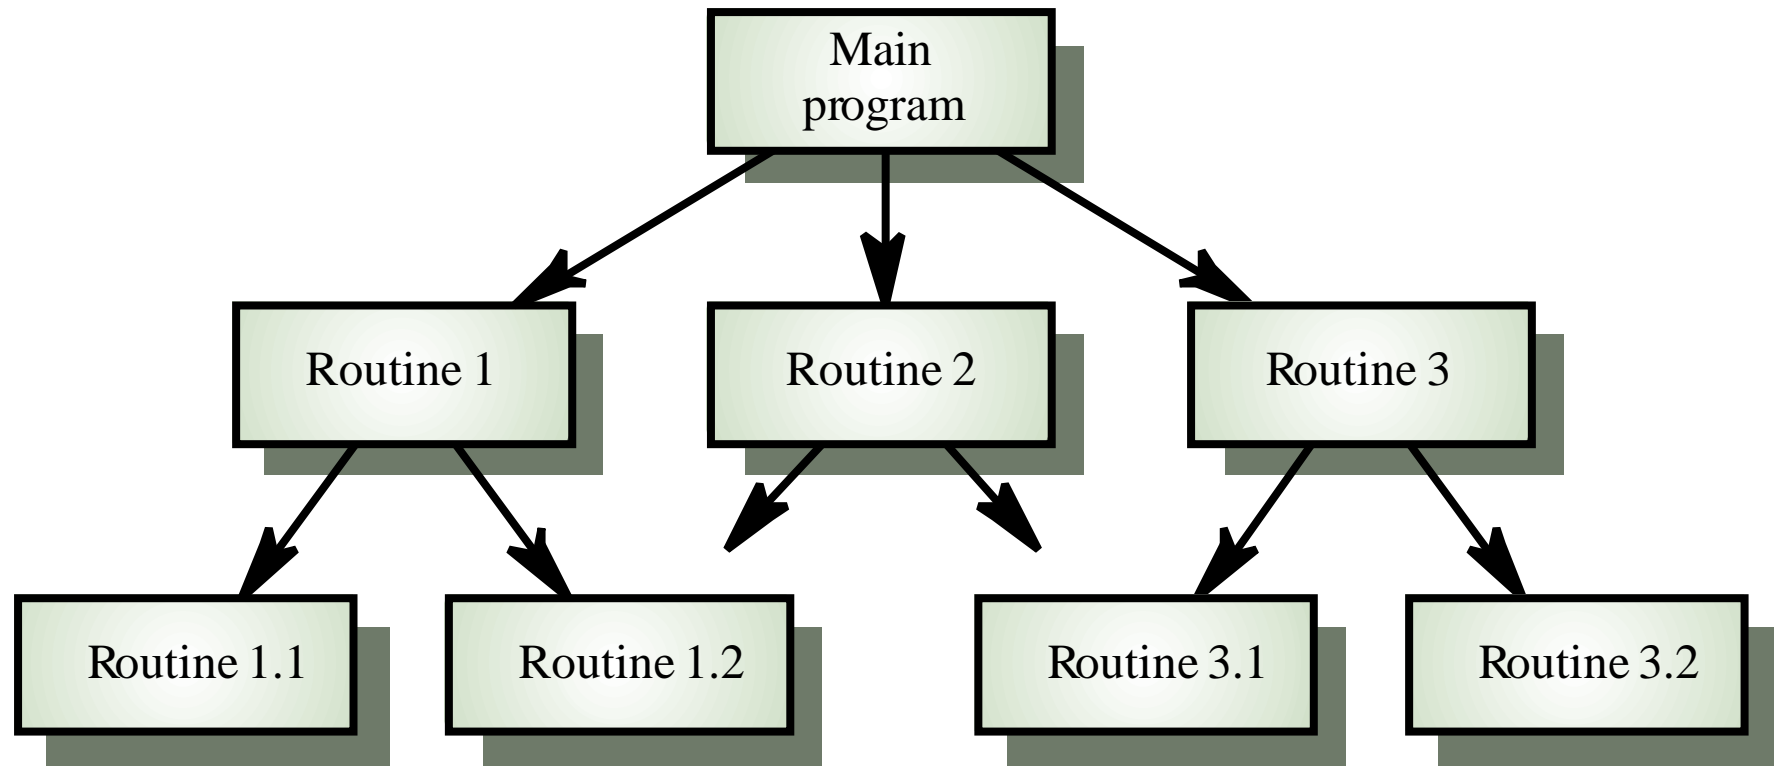 Main
program
Routine 1
Routine 2
Routine 3
Routine 1.1
Routine 1.2
Routine 3.1
Routine 3.2